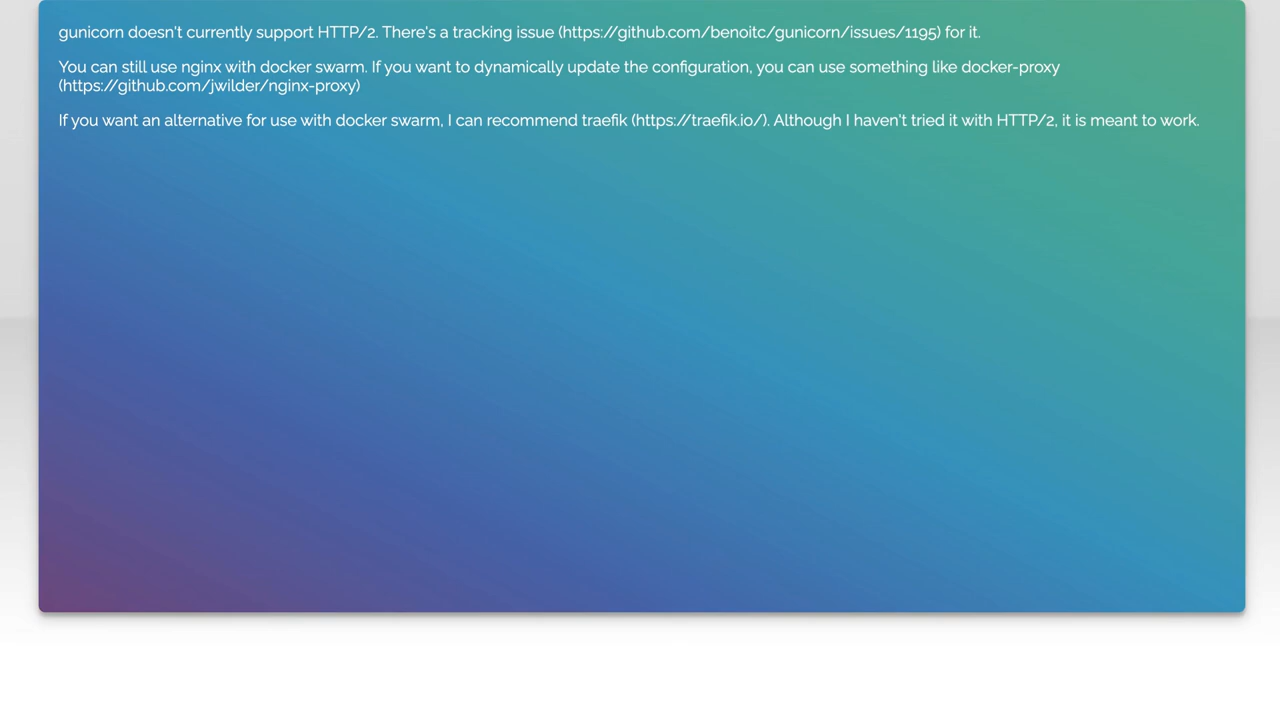 gunicorn doesn't currently support HTTP/2. There's a tracking issue (https://github.com/benoitc/gunicorn/issues/1195) for it.
You can still use nginx with docker swarm. If you want to dynamically update the configuration, you can use something like docker-proxy
(https://github.com/jwilder/nginx-proxy)
If you want an alternative for use with docker swarm, I can recommend traefik (https://traefik.io/). Although I haven't tried it with HTTP/2, it is meant to work.